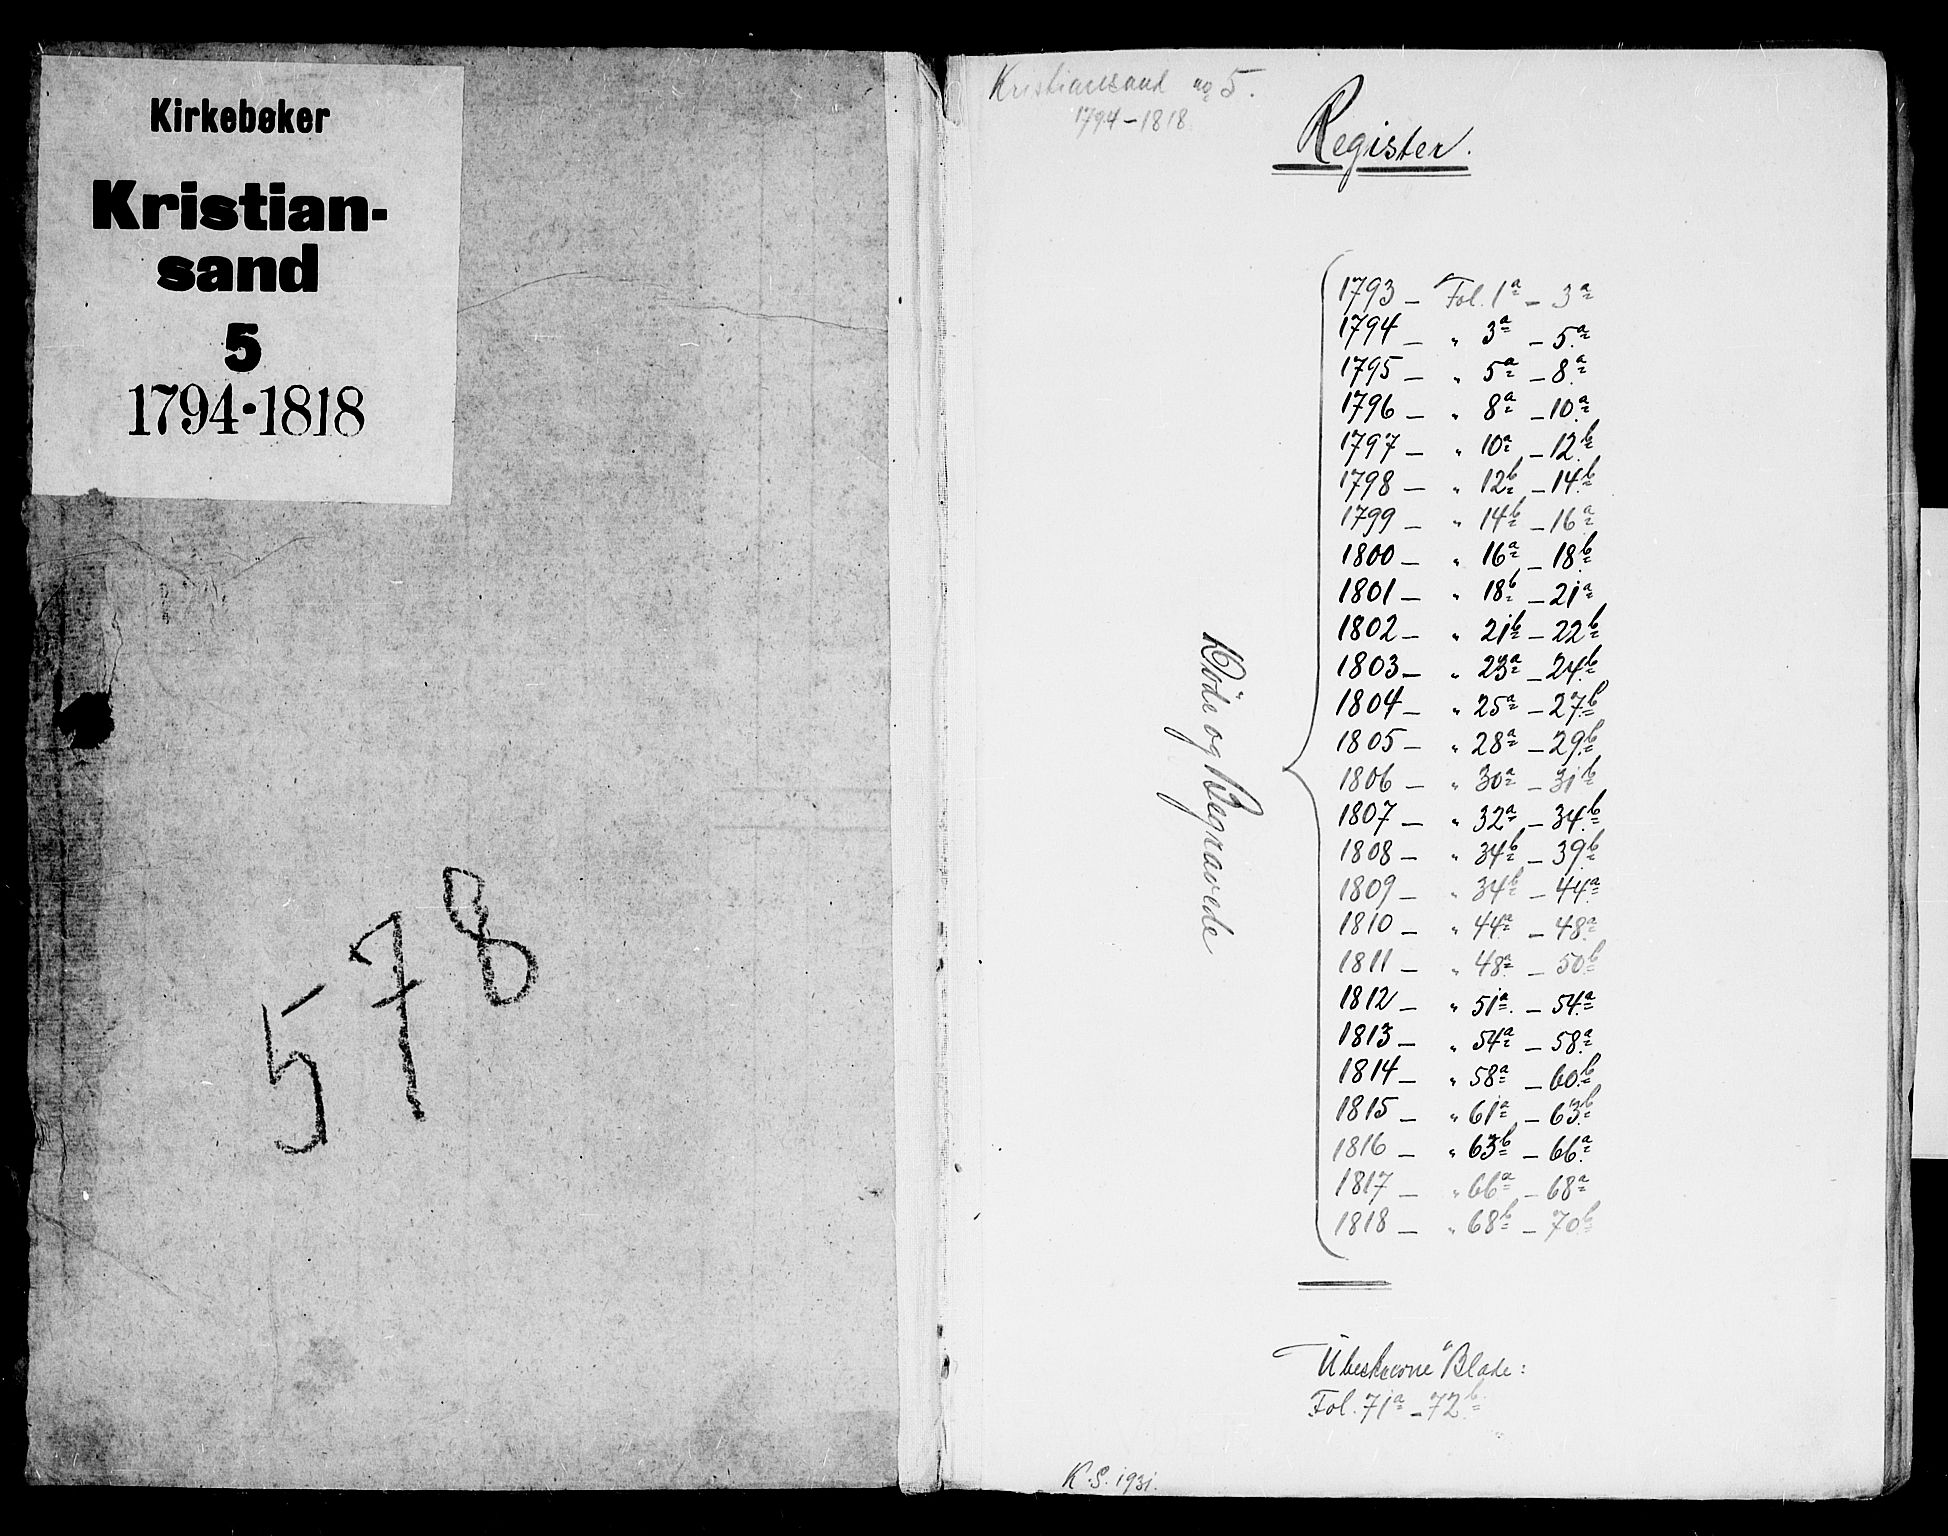 Kirkebøker
Kristian-
sand
5
1794-1818
578
Kristiansand no 5.
1794-1818.
Register.
Døde og Begravede
1793 - Fol. 1a - 3a
1794 - " 3a - 5a
1795 - " 5a - 8a
1796 - " 8a - 10a
1797 - " 10a - 12b
1798 - " 12b - 14b
1799 - " 14b - 16a
1800 - " 16a - 18b
1801 - " 18b - 21a
1802 - " 21b - 22b
1803 - " 23a - 24b
1804 - " 25a - 27b
1805 - " 28a - 29b
1806 - " 30a - 31b
1807 - " 32a - 34b
1808 - " 34b - 39b
1809 - " 34b - 44a
1810 - " 44a - 48a
1811 - " 48a - 50b
1812 - " 51a - 54a
1813 - " 54a - 58a
1814 - " 58a - 60b
1815 - " 61a - 63b
1816 - " 63b - 66a
1817 - " 66a - 68a
1818 - " 68b - 70b
Ubeskrevne Blade:
Fol. 71a - 72b
K.S. 1931.